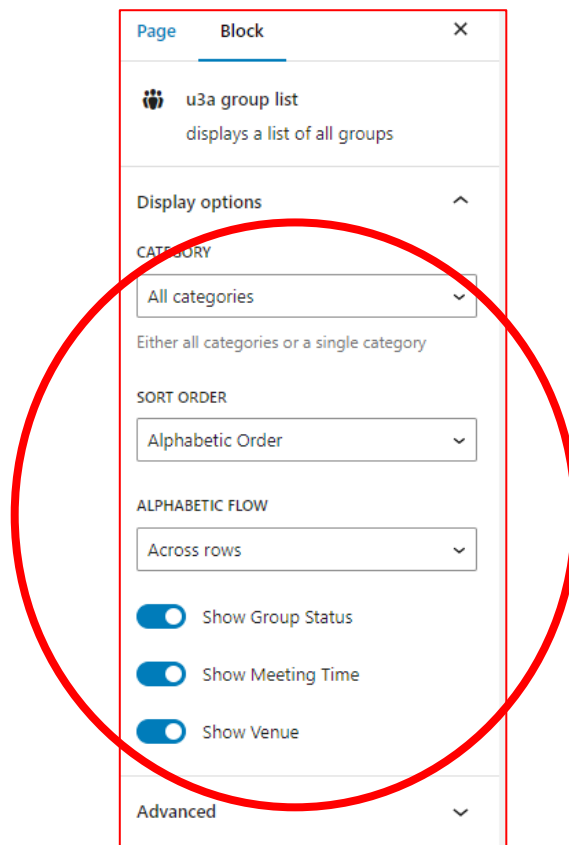 Page Block
u3a group list
displays a list of all groups
Display options
CATEGORY
All categories
Either all categories or a single category
SORT ORDER
Alphabetic Order
ALPHABETIC FLOW
Across rows
Show Group Status
Show Meeting Time
Show Venue
Advanced